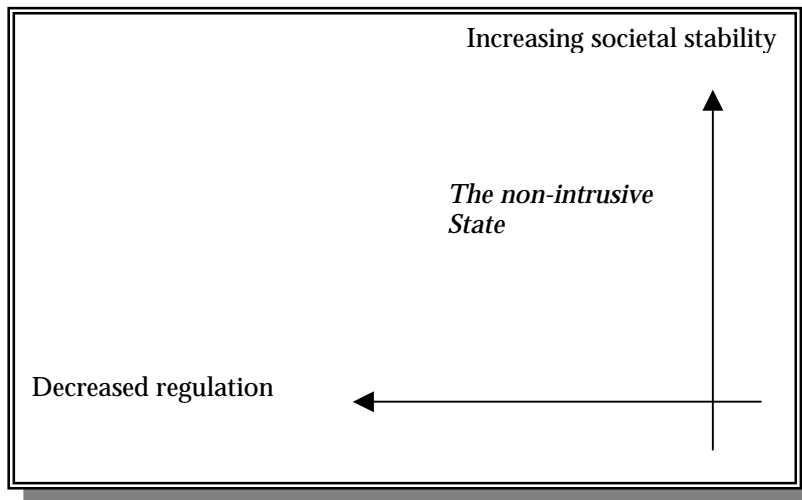 Increasing societal stability
The non-intrusive
State
Decreased regulation